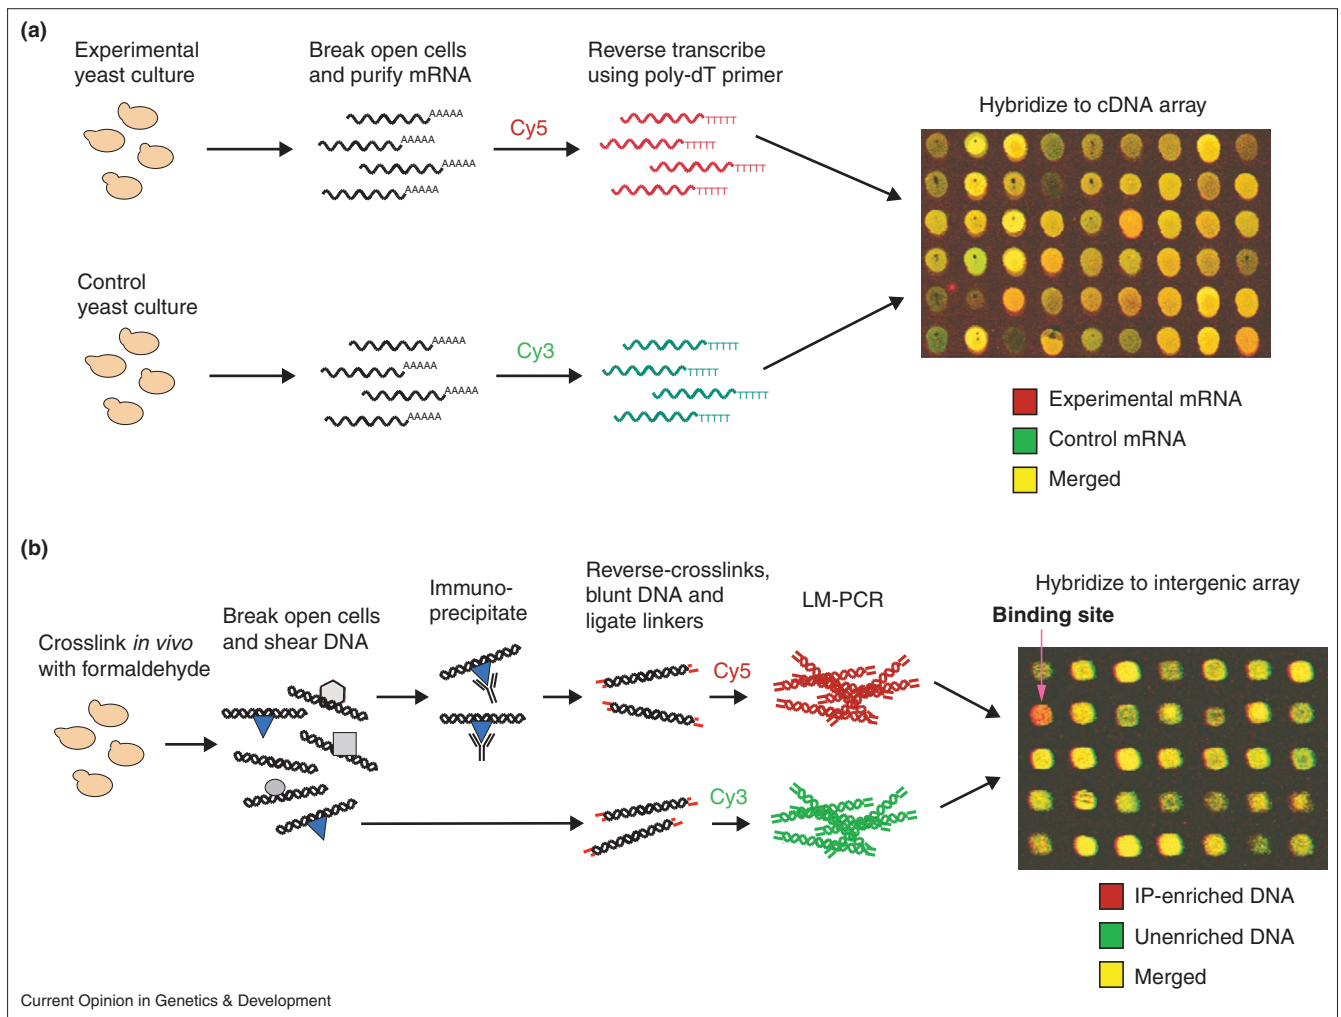 (a)
Experimental
yeast culture
Break open cells
and purify mRNA
Reverse transcribe
using poly-dT primer
Hybridize to cDNA array
AAAAA
AAAAA
AAAAA
AAAAA
Cy5
TTTTT
TTTTT
TTTTT
TTTTT
Control
yeast culture
AAAAA
AAAAA
AAAAA
AAAAA
Cy3
TTTTT
TTTTT
TTTTT
TTTTT
Experimental mRNA
Control mRNA
Merged
(b)
Crosslink in vivo
with formaldehyde
Break open cells
and shear DNA
Immuno-
precipitate
Reverse-crosslinks,
blunt DNA and
ligate linkers
LM-PCR
Hybridize to intergenic array
Binding site
Cy5
Cy3
IP-enriched DNA
Unenriched DNA
Merged
Current Opinion in Genetics & Development